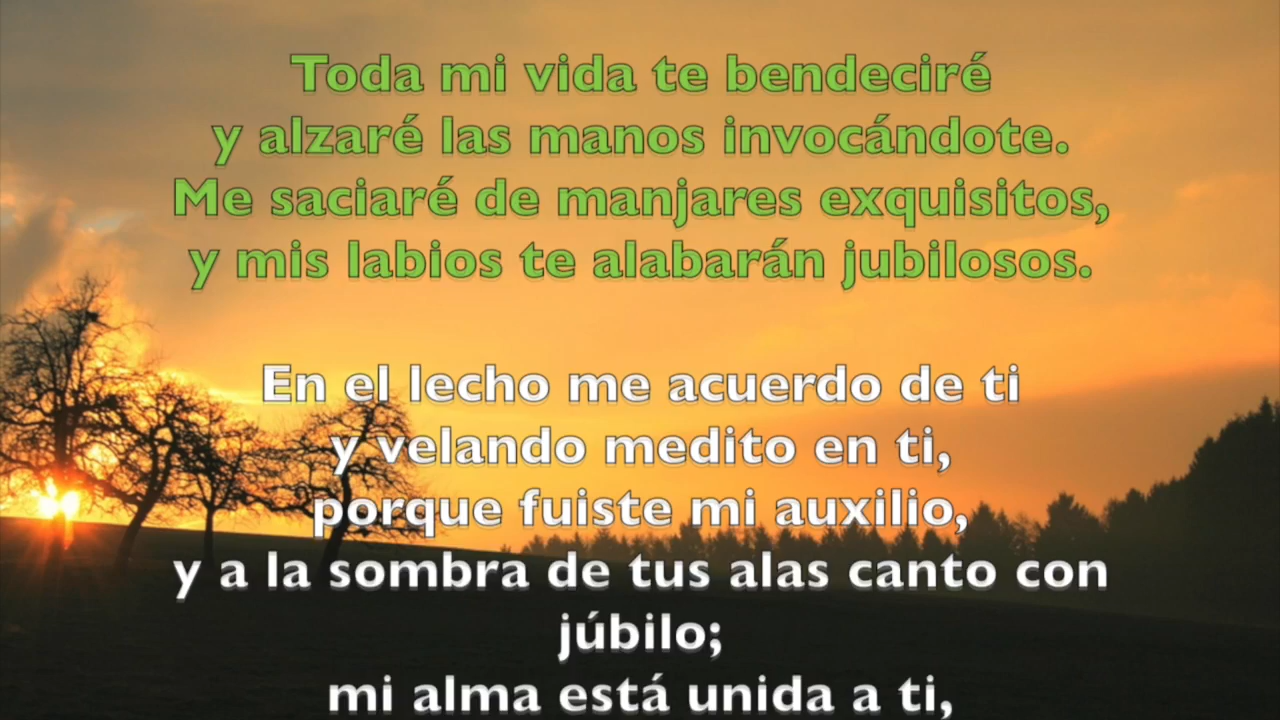 Toda mi vida te bendeciré
y alzaré las manos invocándote.
Me saciaré de manjares exquisitos,
y mis labios te alabarán jubilosos.
En el lecho me acuerdo de ti
y velando medito en ti,
porque fuiste mi auxilio,
y a la sombra de tus alas canto con
júbilo;
mi alma está unida a ti,